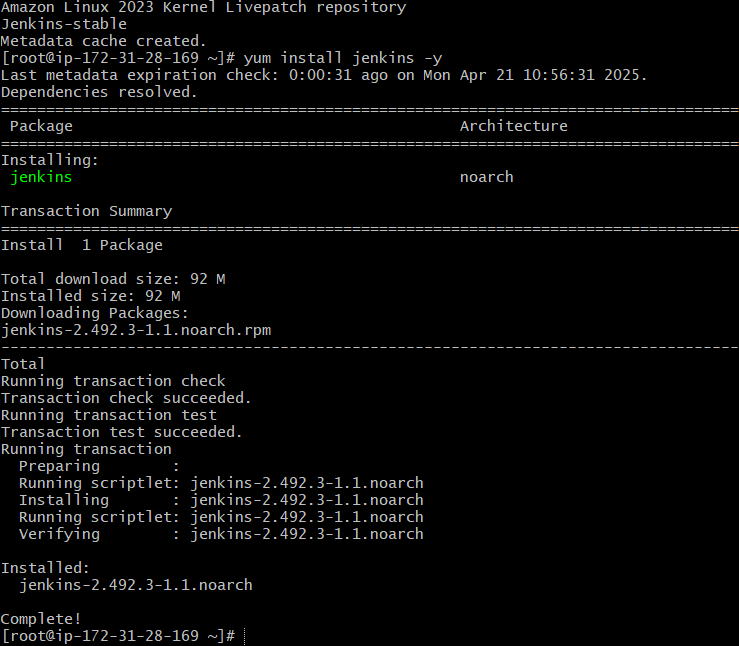 Amazon Linux 2023 Kernel Livepatch repository
Jenkins-stable
Metadata cache created.
[root@ip-172-31-28-169 ~]# yum install jenkins -y
Last metadata expiration check: 0:00:31 ago on Mon Apr 21 10:56:31 2025.
Dependencies resolved.
==================================================================================
 Package                                           Architecture
==================================================================================
Installing:
 jenkins                                           noarch

Transaction Summary
==================================================================================
Install  1 Package

Total download size: 92 M
Installed size: 92 M
Downloading Packages:
jenkins-2.492.3-1.1.noarch.rpm
----------------------------------------------------------------------------------
Total
Running transaction check
Transaction check succeeded.
Running transaction test
Transaction test succeeded.
Running transaction
  Preparing        :
  Running scriptlet: jenkins-2.492.3-1.1.noarch
  Installing       : jenkins-2.492.3-1.1.noarch
  Running scriptlet: jenkins-2.492.3-1.1.noarch
  Verifying        : jenkins-2.492.3-1.1.noarch

Installed:
  jenkins-2.492.3-1.1.noarch

Complete!
[root@ip-172-31-28-169 ~]#